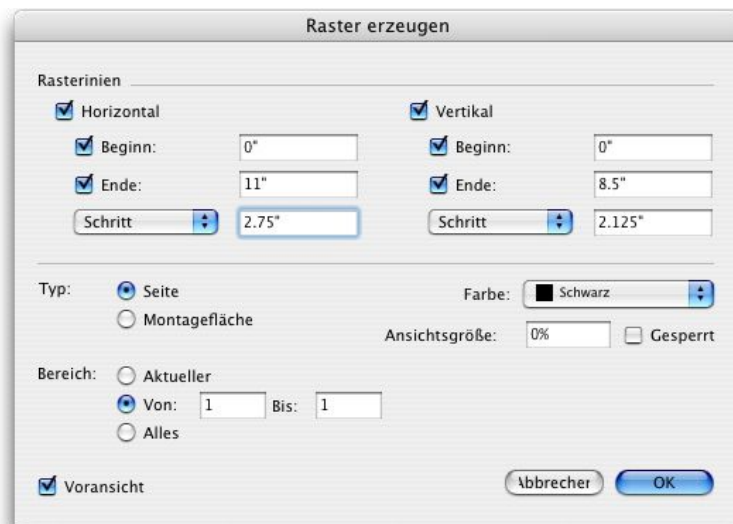 Raster erzeugen
Rasterinien
Horizontal
Vertikal
Beginn: 0"
Beginn: 0"
Ende: 11"
Ende: 8.5"
Schritt 2.75"
Schritt 2.125"
Typ: Seite
Farbe: Schwarz
Montagefläche
Ansichtsgröße: 0% Gesperrt
Bereich: Aktueller
Von: 1 Bis: 1
Alles
Voransicht
Abbrecher OK